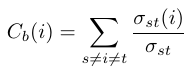 C_b(i) = \sum_{s \neq i \neq t} \frac{\sigma_{st}(i)}{\sigma_{st}}